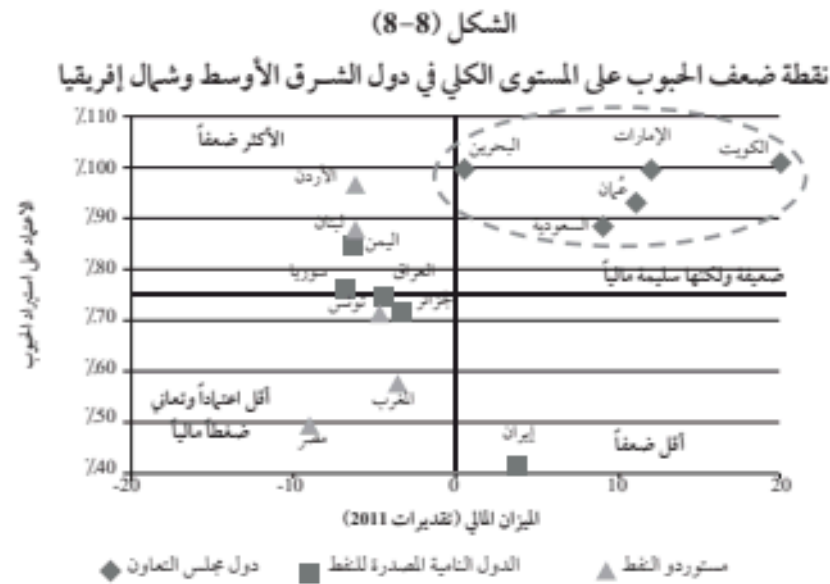 الشكل (8-8)
نقطة ضعف الحبوب على المستوى الكلي في دول الشرق الأوسط وشمال إفريقيا
٪110
٪100
٪90
٪80
٪70
٪60
٪50
٪40
الاعتماد على استيراد الحبوب
الأكثر ضعفاً
الأردن
لبنان
اليمن
سوريا
العراق
تونس
المغرب
أقل اعتماداً وتعاني
ضغطاً مالياً
مصر
البحرين
الإمارات
الكويت
عُمان
السعودية
ضعيفة ولكنها سليمة مالياً
إيران
أقل ضعفاً
-20
-10
0
10
20
الميزان المالي (تقديرات 2011)
دول مجلس التعاون
الدول النامية المصدرة للنفط
مستوردو النفط